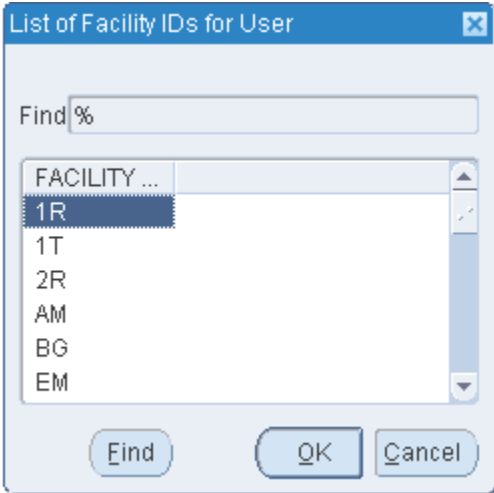 List of Facility IDs for User
Find %
FACILITY ...
1R
1T
2R
AM
BG
EM
Find OK Cancel